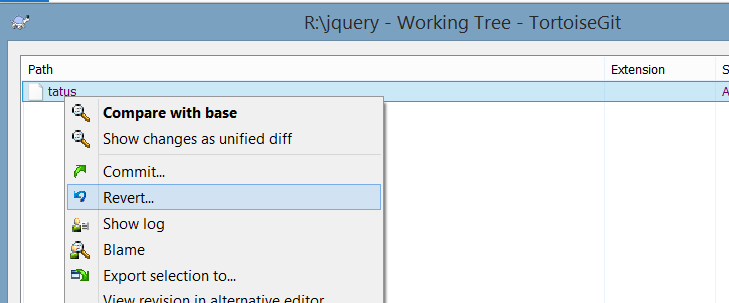 R:\jquery - Working Tree - TortoiseGit
Path Extension S
tatus A
Compare with base
Show changes as unified diff
Commit...
Revert...
Show log
Blame
Export selection to...
View revision in alternative editor